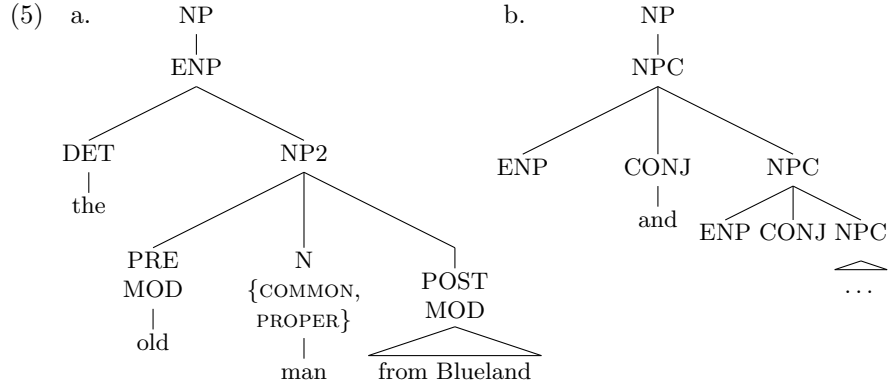 (5) a. NP b. NP
ENP NPC
DET NP2 ENP CONJ NPC
the and
ENP CONJ NPC
PRE N POST
MOD {COMMON, MOD
PROPER}
...
old man from Blueland